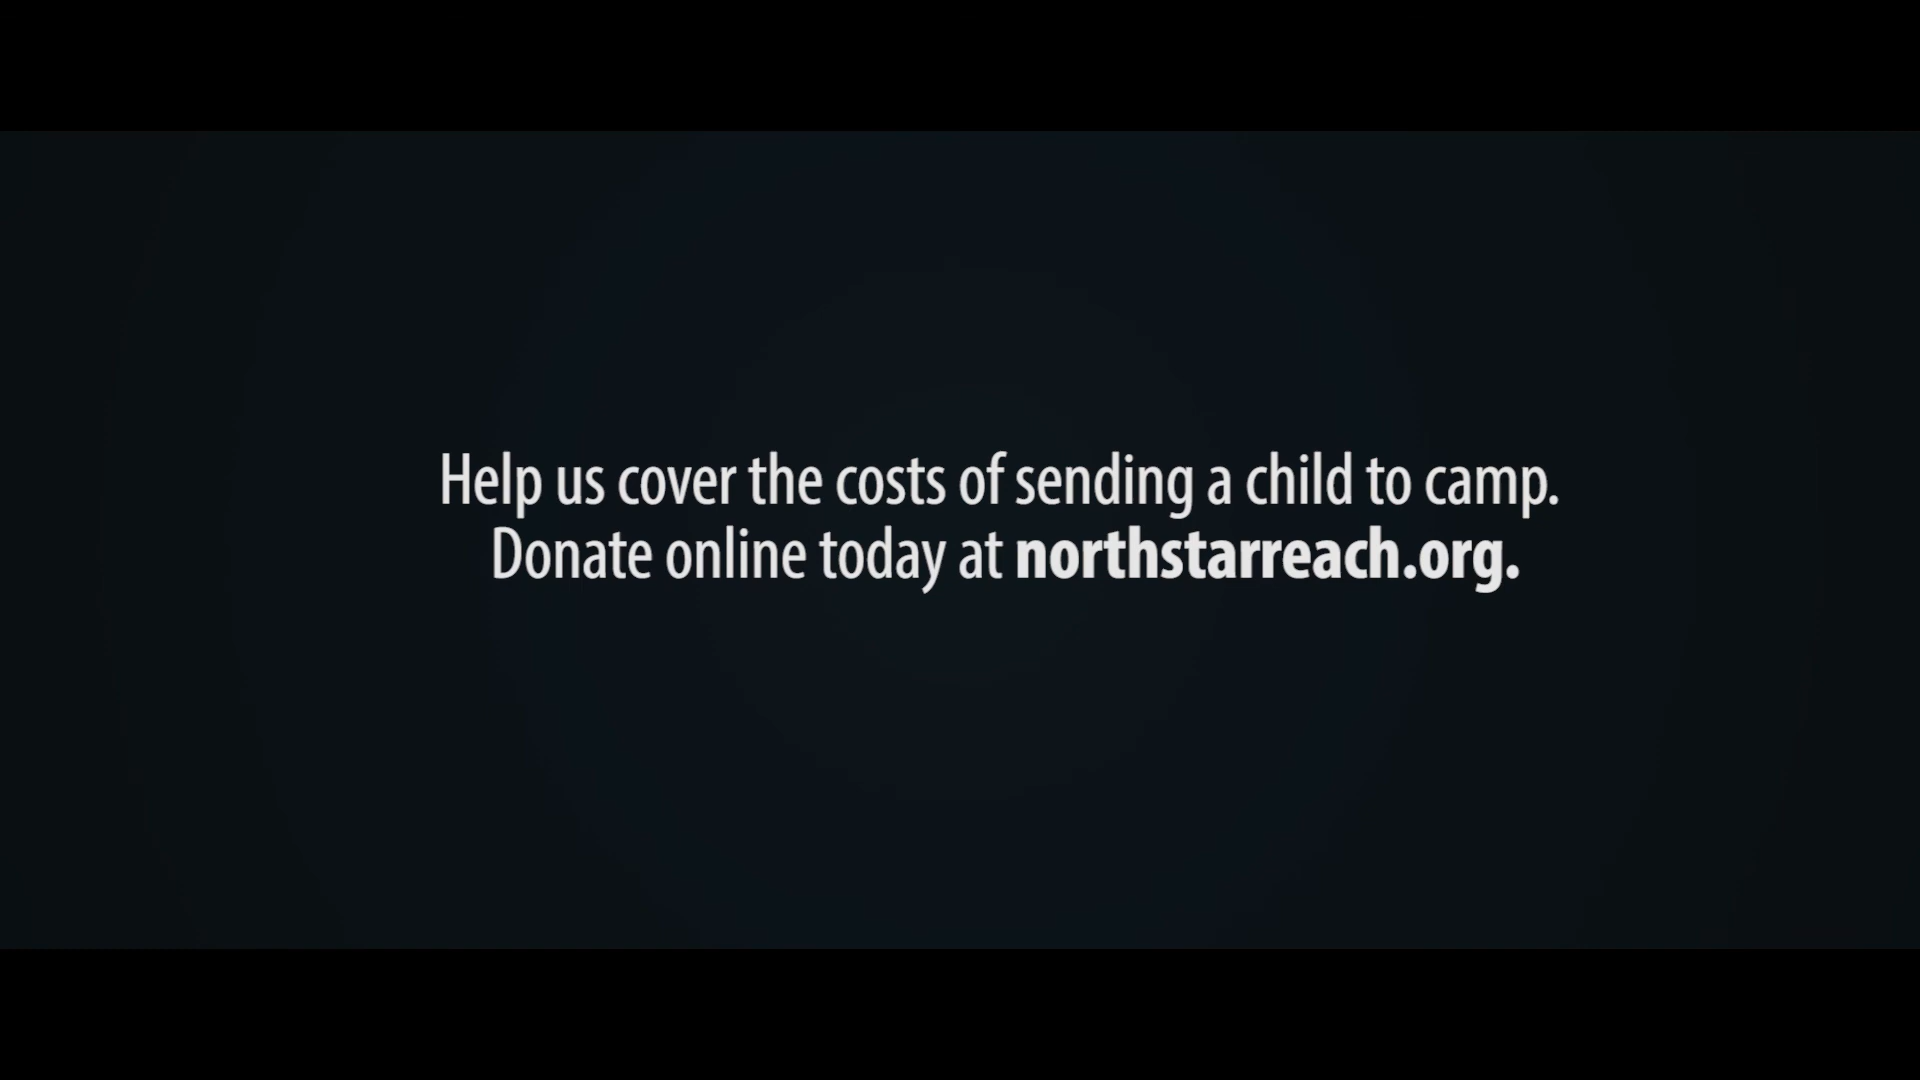 Help us cover the costs of sending a child to camp.
Donate online today at northstarreach.org.